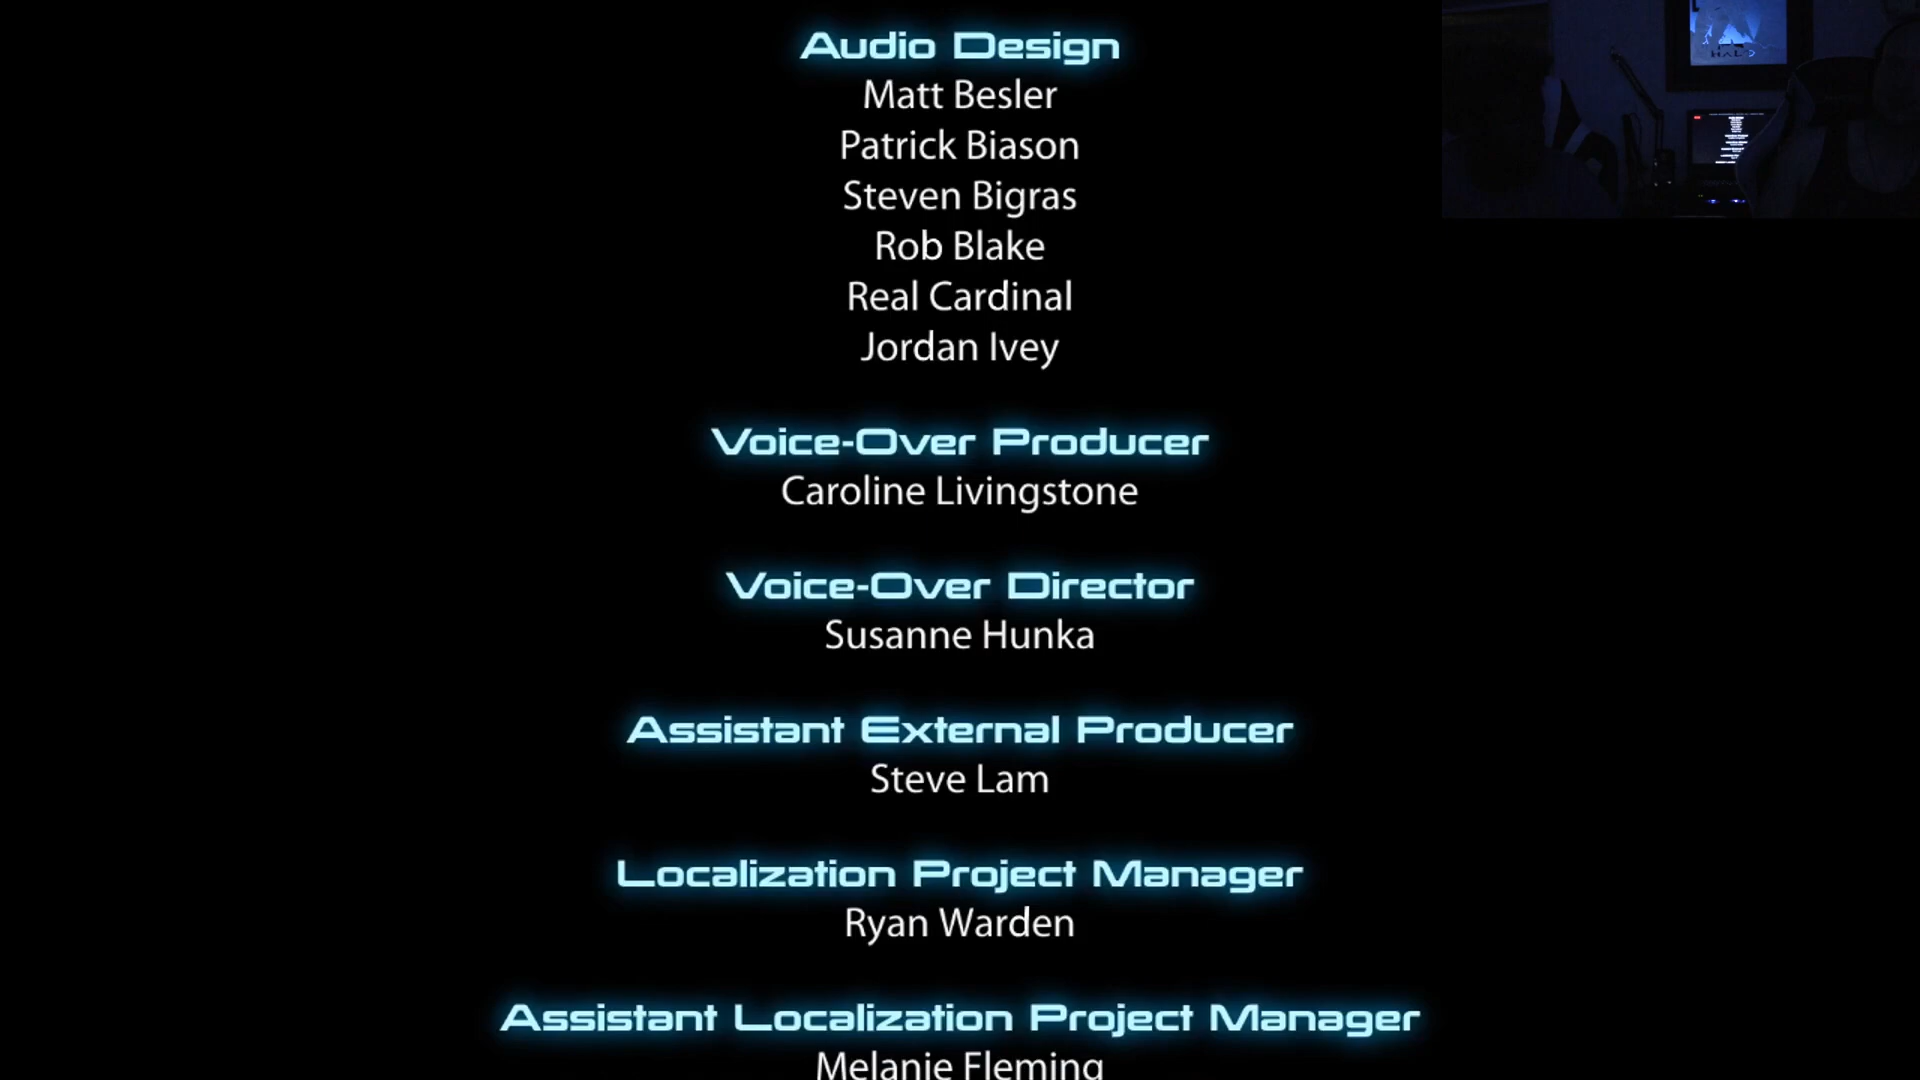 Audio Design
Matt Besler
Patrick Biason
Steven Bigras
Rob Blake
Real Cardinal
Jordan Ivey
Voice-Over Producer
Caroline Livingstone
Voice-Over Director
Susanne Hunka
Assistant External Producer
Steve Lam
Localization Project Manager
Ryan Warden
Assistant Localization Project Manager
Melanie Fleming
HALO